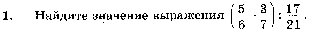 1. Найдите значение выражения (5/6 · 3/7) : 17/21.